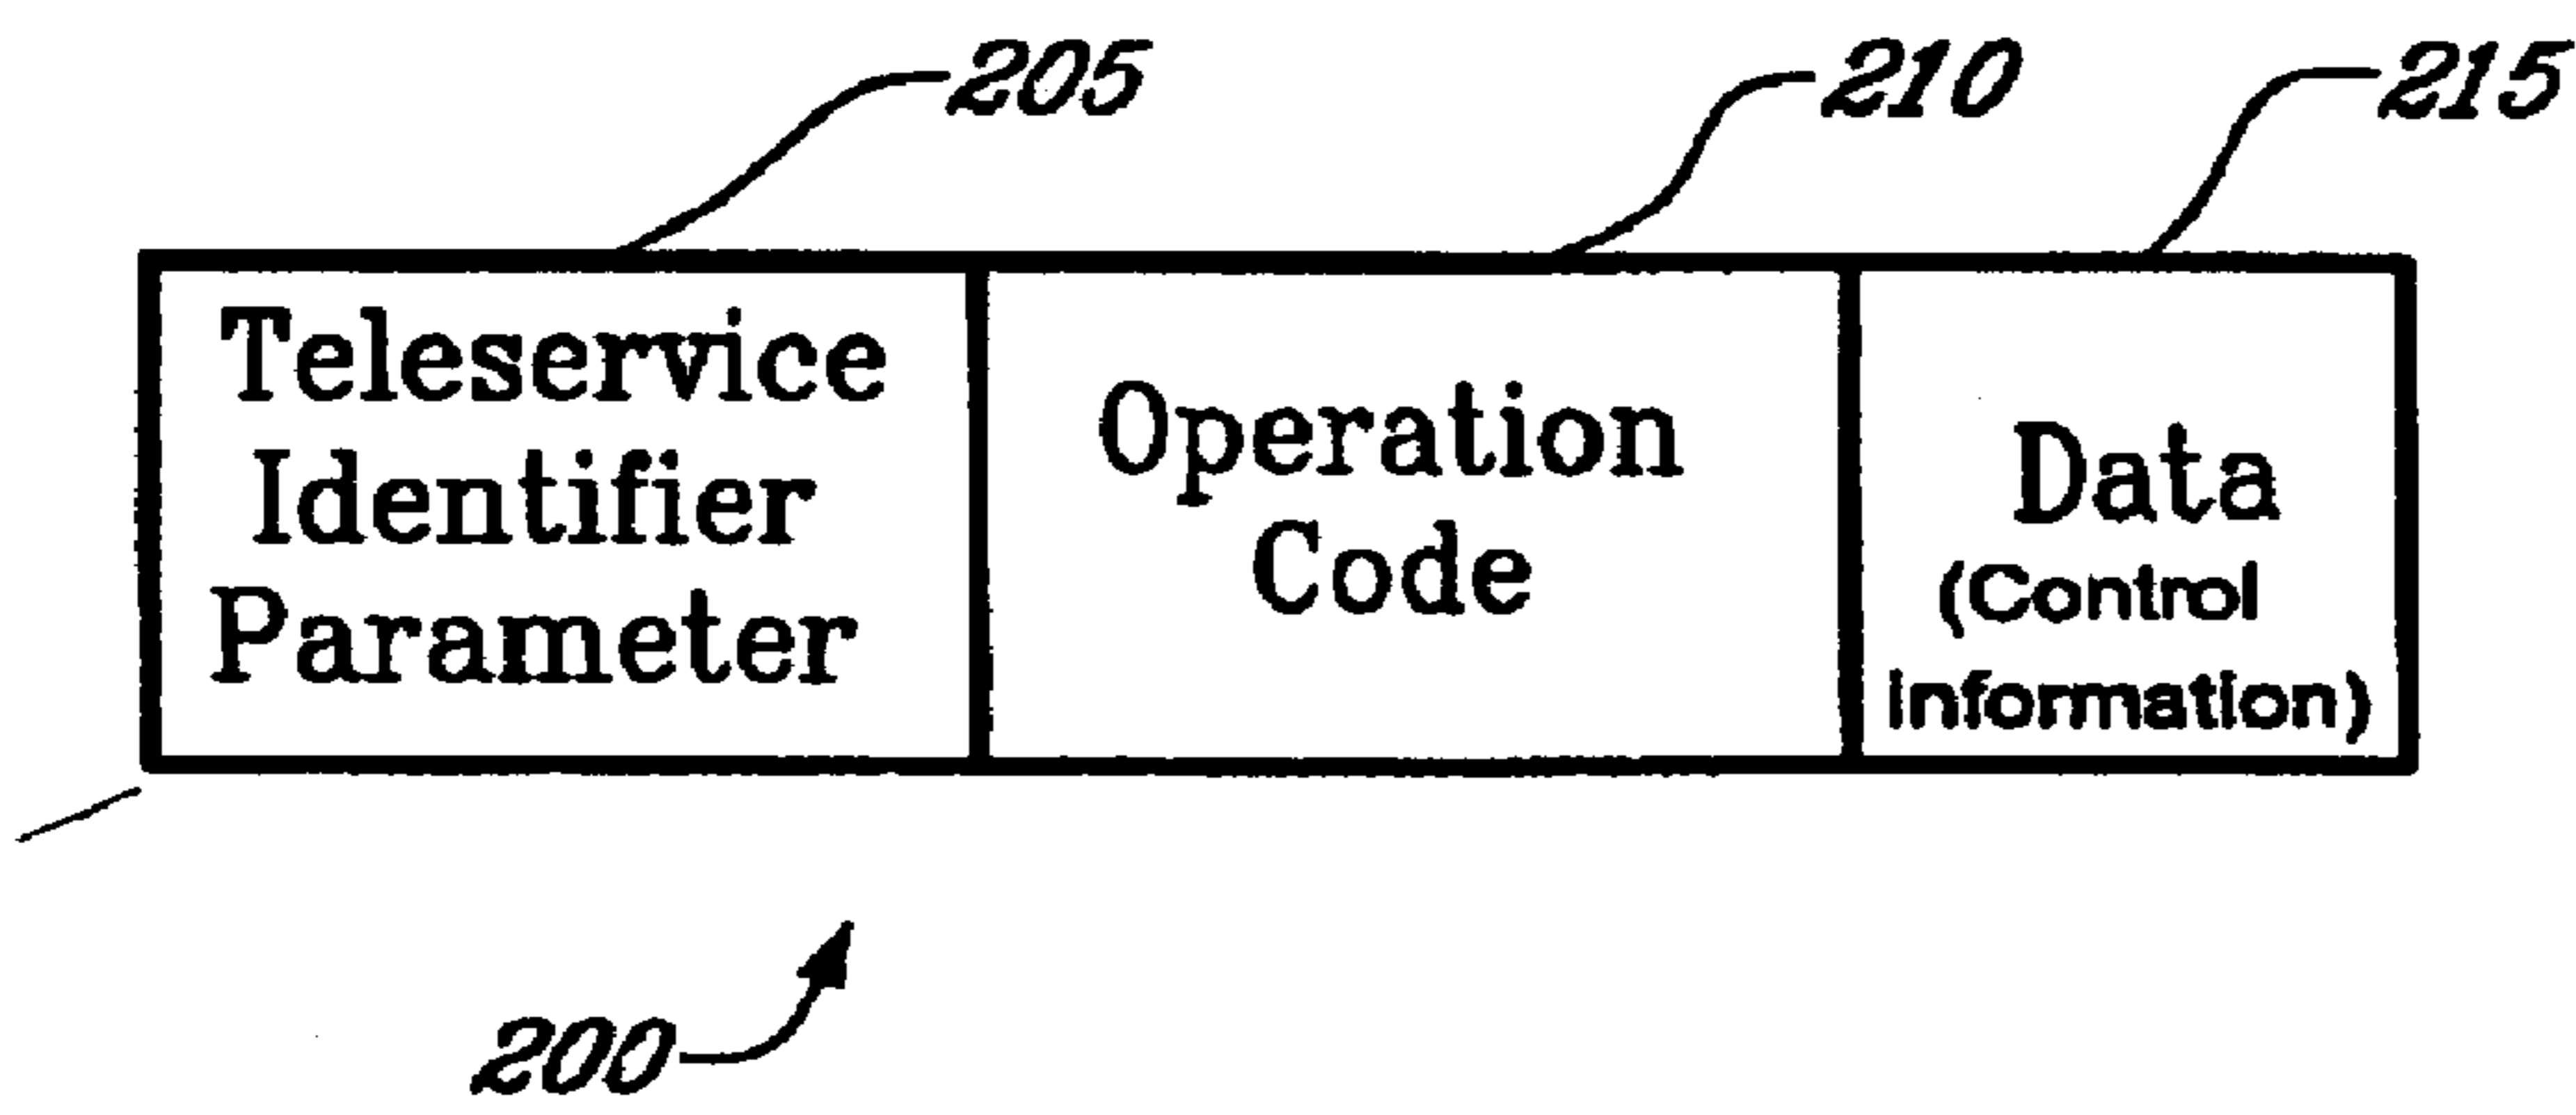 205 210 215
Teleservice
Identifier
Parameter
Operation
Code
Data
(Control
Information)
200